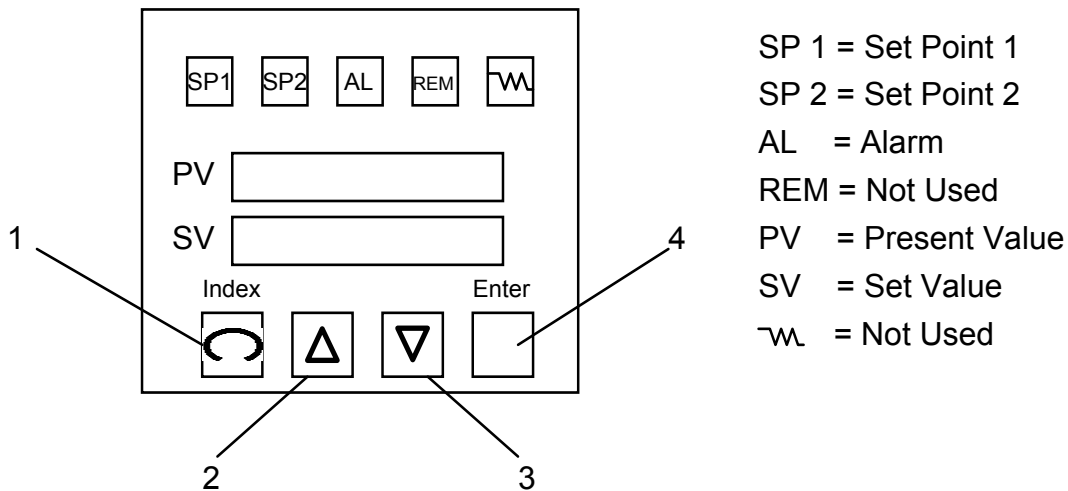 SP1 SP2 AL REM
PV
SV
Index Enter
1
4
2 3
SP 1 = Set Point 1
SP 2 = Set Point 2
AL = Alarm
REM = Not Used
PV = Present Value
SV = Set Value
= Not Used